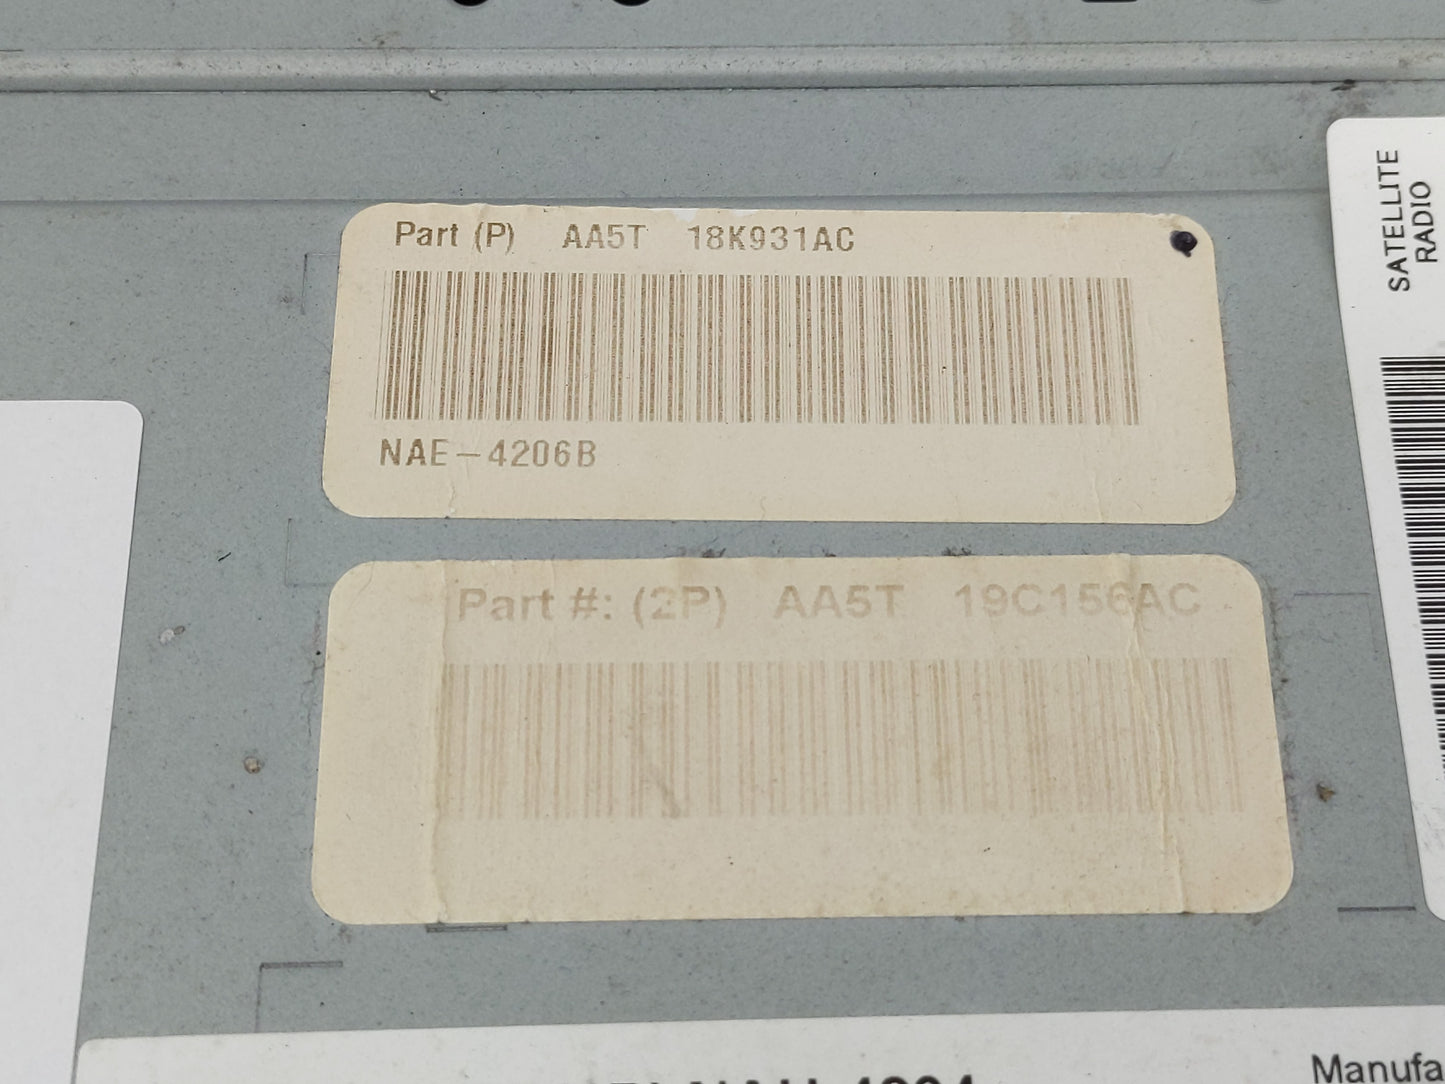 Part (P) AA5T 18K931AC
NAE-4206B
Part #: (2P) AA5T 19C156AC
SATELLITE
RADIO
Manufa